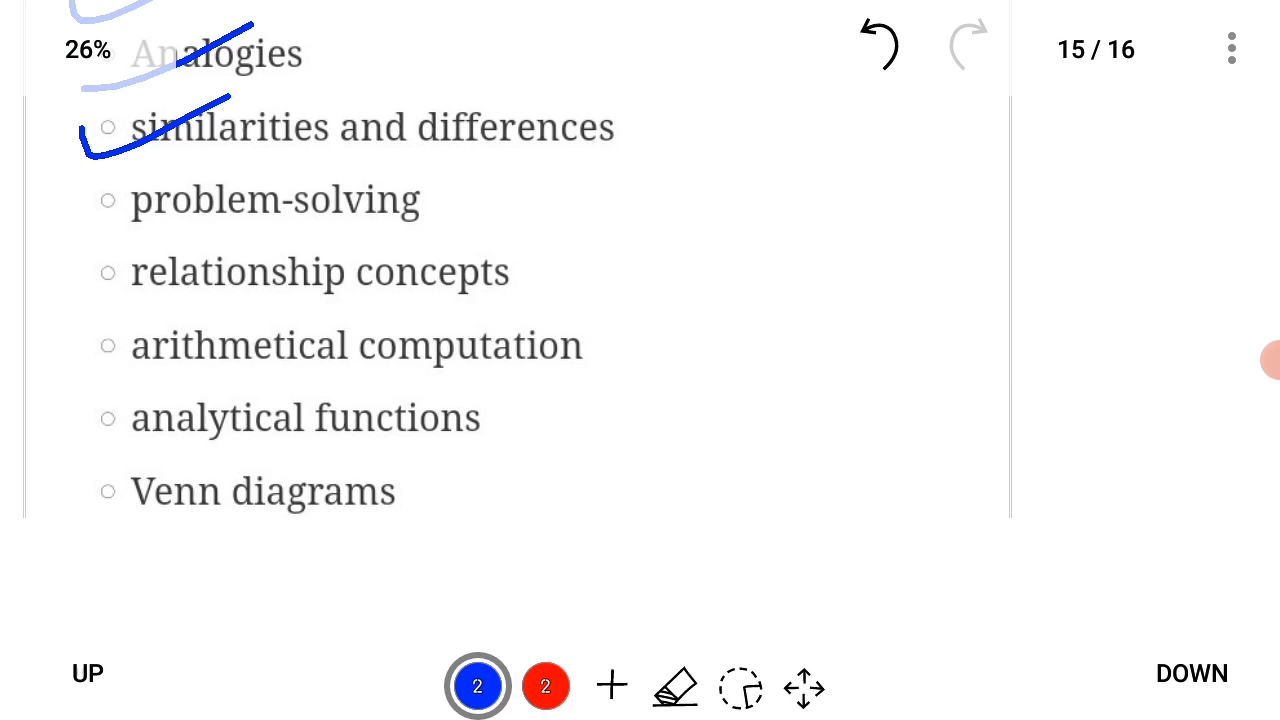 26%
Analogies
15 / 16
similarities and differences
problem-solving
relationship concepts
arithmetical computation
analytical functions
Venn diagrams
UP
2
2
DOWN